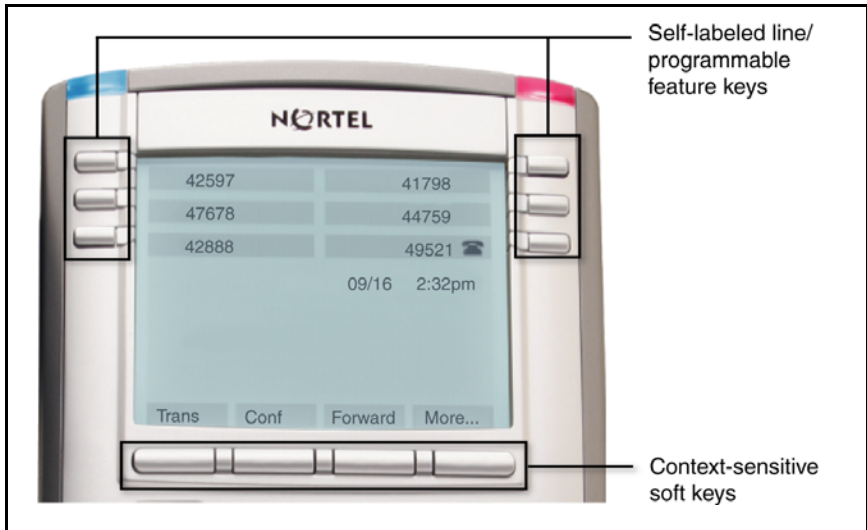 Self-labeled line/
programmable
feature keys
NORTEL
42597 41798
47678 44759
42888 49521
09/16 2:32pm
Trans Conf Forward More...
Context-sensitive
soft keys